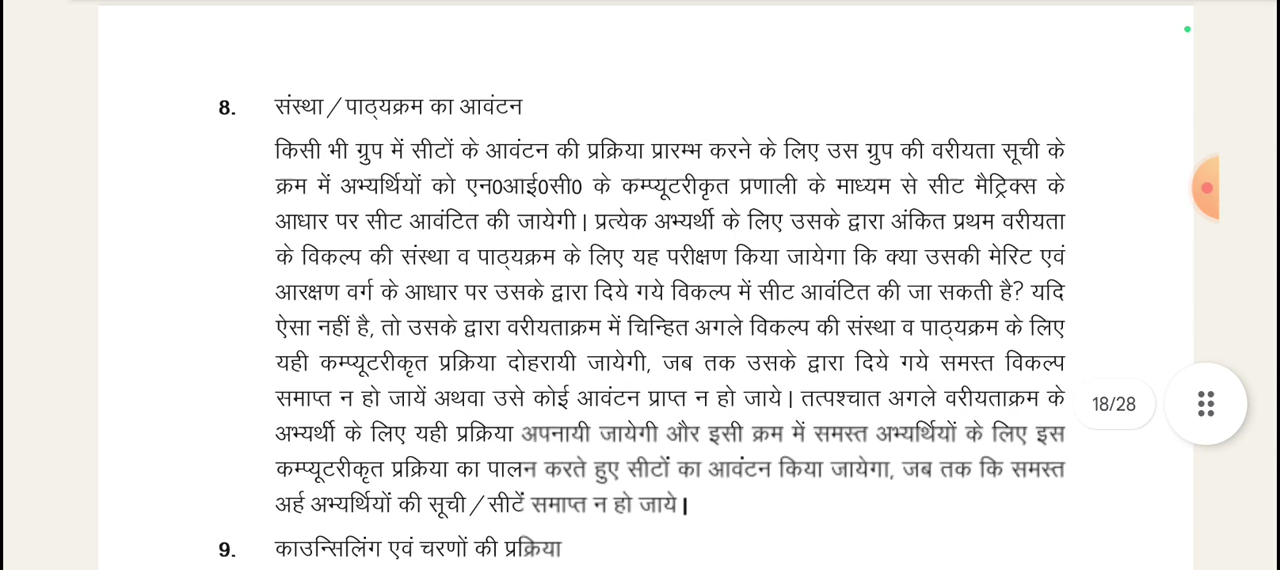 8. संस्था / पाठ्यक्रम का आवंटन
किसी भी ग्रुप में सीटों के आवंटन की प्रक्रिया प्रारम्भ करने के लिए उस ग्रुप की वरीयता सूची के
क्रम में अभ्यर्थियों को एन0आई0सी0 के कम्प्यूटरीकृत प्रणाली के माध्यम से सीट मैट्रिक्स के
आधार पर सीट आवंटित की जायेगी। प्रत्येक अभ्यर्थी के लिए उसके द्वारा अंकित प्रथम वरीयता
के विकल्प की संस्था व पाठ्यक्रम के लिए यह परीक्षण किया जायेगा कि क्या उसकी मेरिट एवं
आरक्षण वर्ग के आधार पर उसके द्वारा दिये गये विकल्प में सीट आवंटित की जा सकती है? यदि
ऐसा नहीं है, तो उसके द्वारा वरीयताक्रम में चिन्हित अगले विकल्प की संस्था व पाठ्यक्रम के लिए
यही कम्प्यूटरीकृत प्रक्रिया दोहरायी जायेगी, जब तक उसके द्वारा दिये गये समस्त विकल्प
समाप्त न हो जायें अथवा उसे कोई आवंटन प्राप्त न हो जाये। तत्पश्चात अगले वरीयताक्रम के
अभ्यर्थी के लिए यही प्रक्रिया अपनायी जायेगी और इसी क्रम में समस्त अभ्यर्थियों के लिए इस
कम्प्यूटरीकृत प्रक्रिया का पालन करते हुए सीटों का आवंटन किया जायेगा, जब तक कि समस्त
अर्ह अभ्यर्थियों की सूची / सीटें समाप्त न हो जाये।
9. काउन्सिलिंग एवं चरणों की प्रक्रिया
18/28